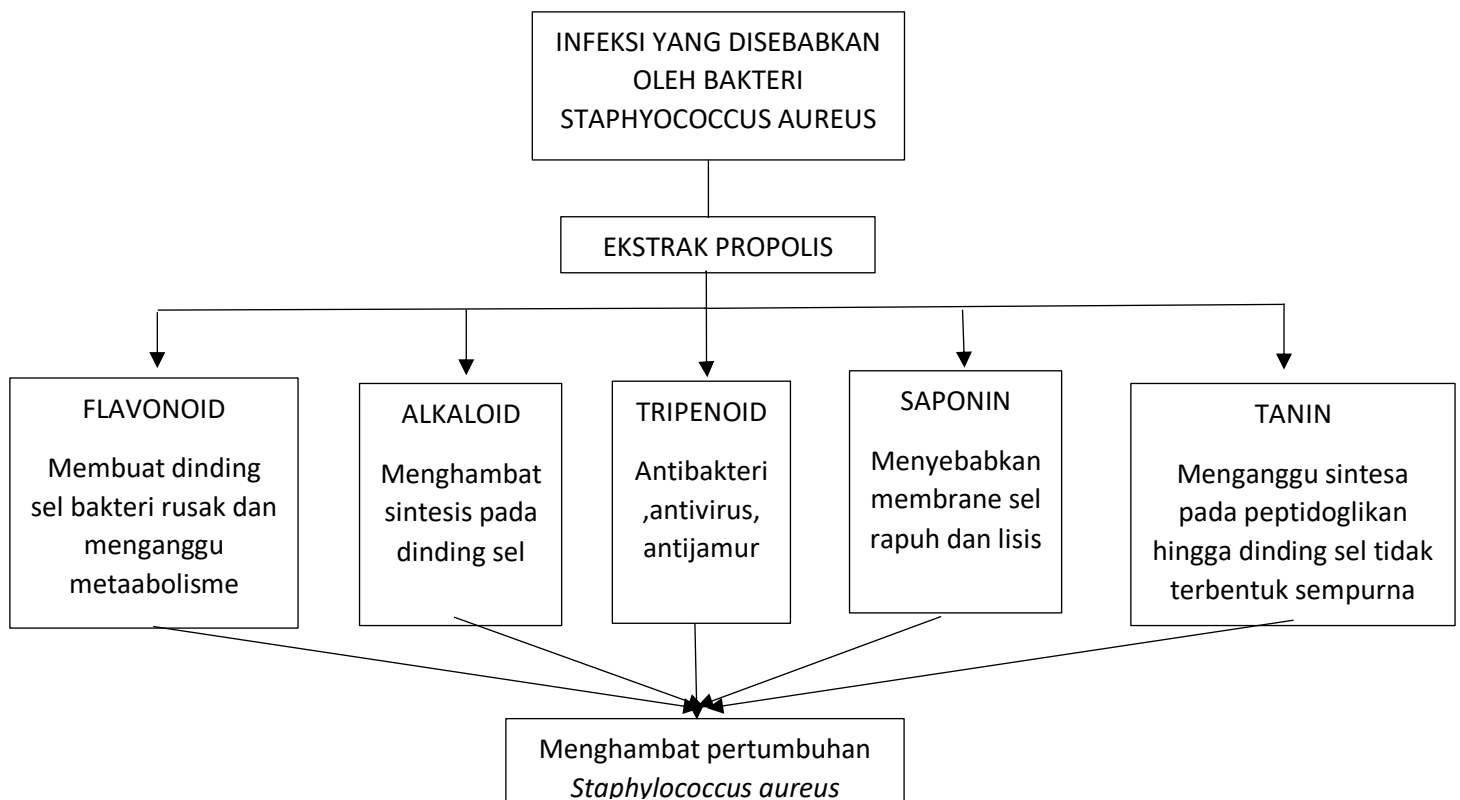 INFEKSI YANG DISEBABKAN
OLEH BAKTERI
STAPHYOCOCCUS AUREUS
EKSTRAK PROPOLIS
FLAVONOID
Membuat dinding
sel bakteri rusak dan
menganggu
metaabolisme
ALKALOID
Menghambat
sintesis pada
dinding sel
TRIPENOID
Antibakteri
,antivirus,
antijamur
SAPONIN
Menyebabkan
membrane sel
rapuh dan lisis
TANIN
Menganggu sintesa
pada peptidoglikan
hingga dinding sel tidak
terbentuk sempurna
Menghambat pertumbuhan
Staphylococcus aureus